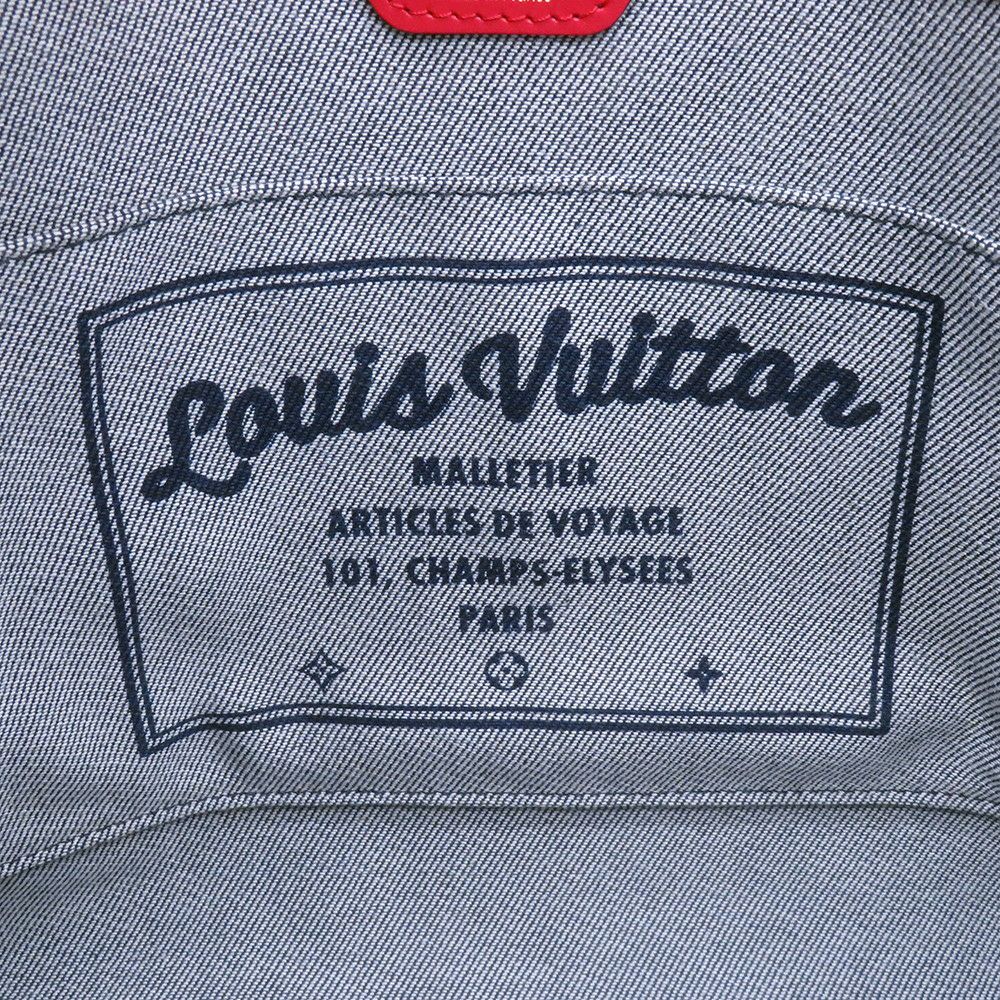 Louis Vuitton
MALLETIER
ARTICLES DE VOYAGE
101, CHAMPS-ELYSEES
PARIS